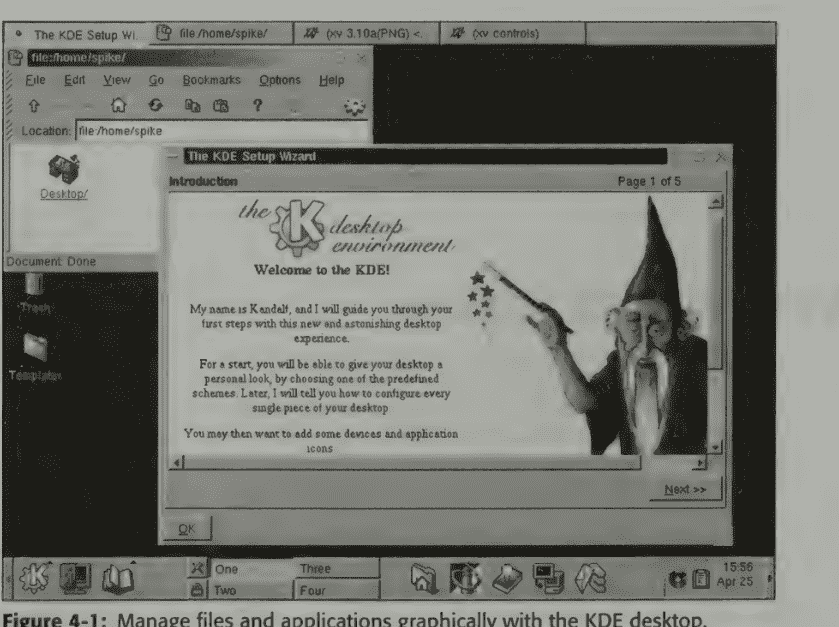 The KDE Setup Wi.
file:/home/spike/
(xv 3.10a(PNG) <.
(xv controls)
file:/home/spike/
File Edit View Go Bookmarks Options Help
Location: file:/home/spike
Desktop/
Document: Done
Trash
Templates
The KDE Setup Wizard
Introduction
Page 1 of 5
the K desktop
environment
Welcome to the KDE!
My name is Kandalf, and I will guide you through your
first steps with this new and astonishing desktop
experience.
For a start, you will be able to give your desktop a
personal look, by choosing one of the predefined
schemes. Later, I will tell you how to configure every
single piece of your desktop
You may then want to add some devices and application
icons
Next >>
OK
One
Three
Two
Four
15:56
Apr 25
Figure 4-1: Manage files and applications graphically with the KDE desktop.